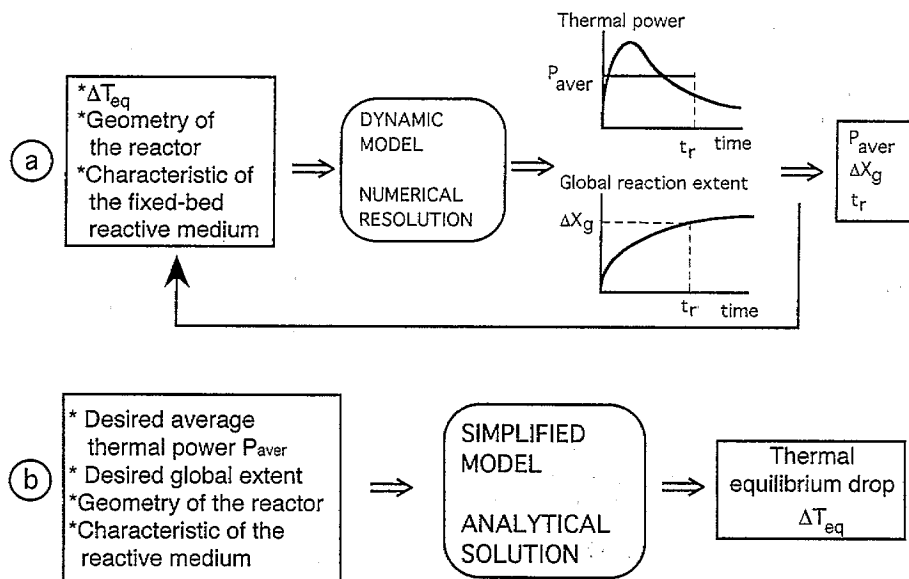 a
*ΔTeq
*Geometry of
the reactor
*Characteristic of
the fixed-bed
reactive medium
DYNAMIC
MODEL
NUMERICAL
RESOLUTION
Thermal power
Paver
tr time
Global reaction extent
ΔXg
tr time
Paver
ΔXg
tr
b
* Desired average
thermal power Paver
* Desired global extent
*Geometry of the reactor
*Characteristic of the
reactive medium
SIMPLIFIED
MODEL
ANALYTICAL
SOLUTION
Thermal
equilibrium drop
ΔTeq